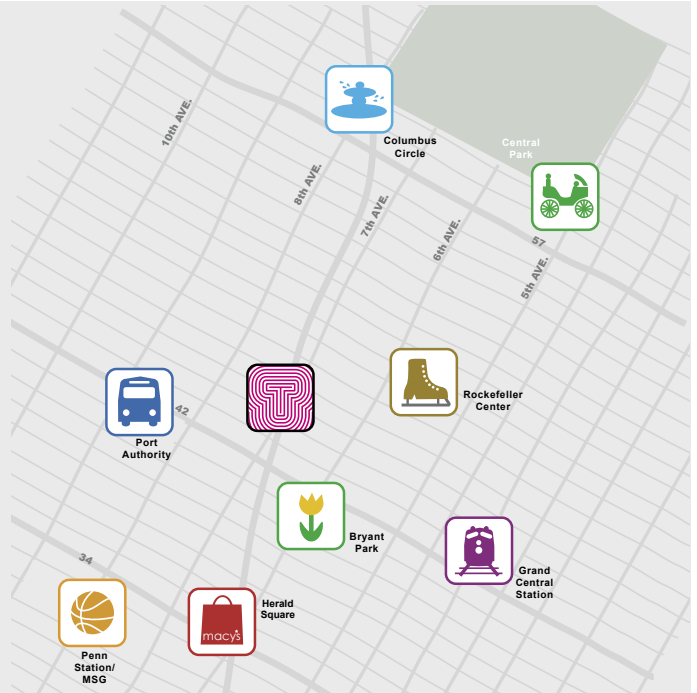 10th AVE.
Columbus
Circle
Central
Park
8th AVE.
7th AVE.
6th AVE.
57
5th AVE.
T
Rockefeller
Center
42
Port
Authority
Bryant
Park
34
Grand
Central
Station
Herald
Square
macy's
Penn
Station/
MSG